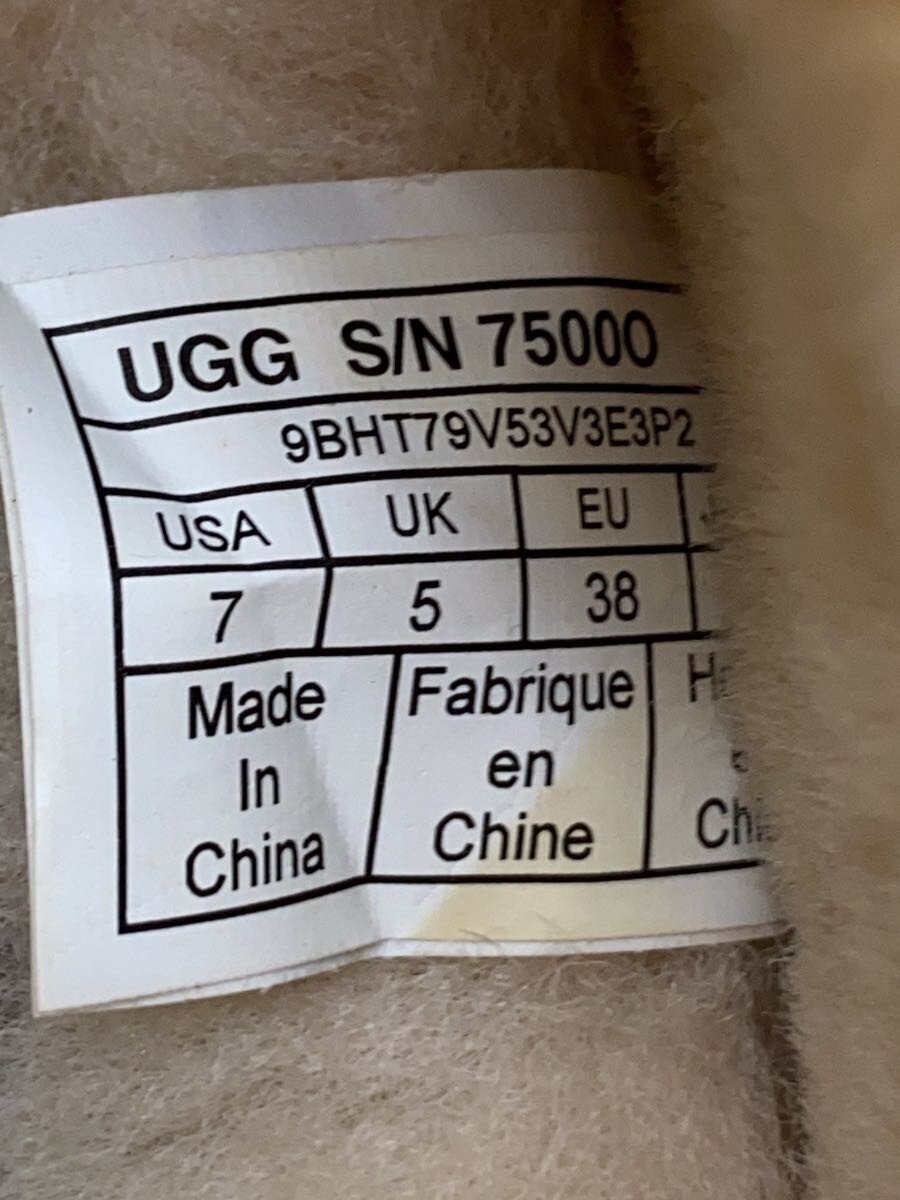 UGG S/N 75000
9BHT79V53V3E3P2
USA UK EU
7 5 38
Made
In
China
Fabrique
en
Chine